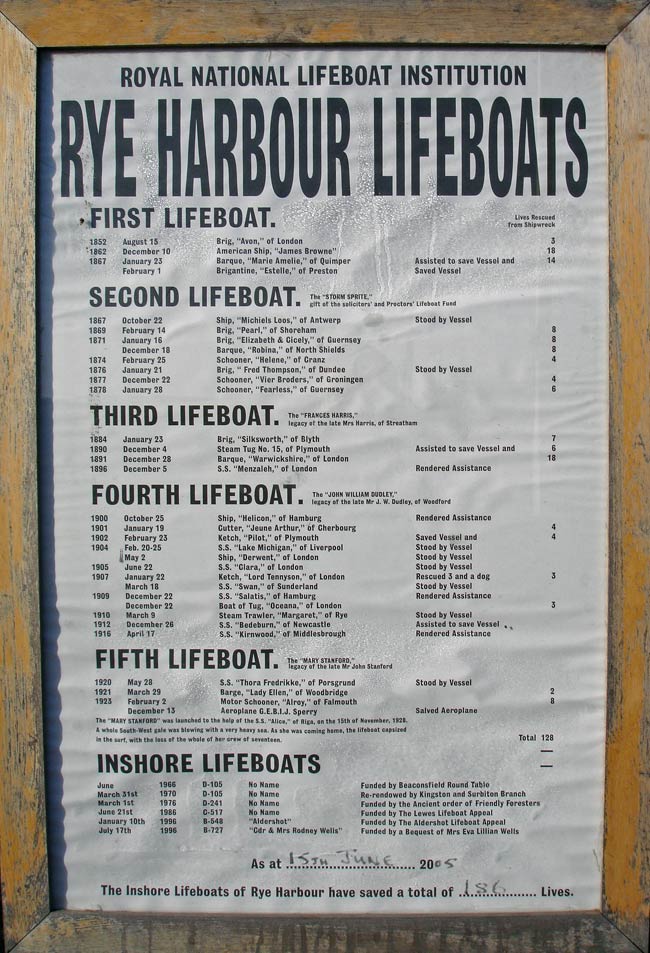 ROYAL NATIONAL LIFEBOAT INSTITUTION
RYE HARBOUR LIFEBOATS
FIRST LIFEBOAT. Lives Rescued
from Shipwreck
1852 August 15 Brig, "Avon," of London 3
1862 December 10 American Ship, "James Browne" 18
1867 January 23 Barque, "Marie Amelie," of Quimper Assisted to save Vessel and 14
February 1 Brigantine, "Estelle," of Preston Saved Vessel
SECOND LIFEBOAT. The "STORM SPRITE,"
gift of the solicitors' and Proctors' Lifeboat Fund
1867 October 22 Ship, "Michiels Loos," of Antwerp Stood by Vessel
1869 February 14 Brig, "Pearl," of Shoreham 8
1871 January 16 Brig, "Elizabeth & Cicely," of Guernsey 8
December 18 Barque, "Robina," of North Shields 8
1874 February 25 Schooner, "Helene," of Cranz 4
1876 January 21 Brig, " Fred Thompson," of Dundee Stood by Vessel
1877 December 22 Schooner, "Vier Broders," of Groningen 4
1878 January 28 Schooner, "Fearless," of Guernsey 6
THIRD LIFEBOAT. The "FRANCES HARRIS,"
legacy of the late Mrs Harris, of Streatham
1884 January 23 Brig, "Silksworth," of Blyth 7
1890 December 4 Steam Tug No. 15, of Plymouth Assisted to save Vessel and 6
1891 December 28 Barque, "Warwickshire," of London 18
1896 December 5 S.S. "Menzaleh," of London Rendered Assistance
FOURTH LIFEBOAT. The "JOHN WILLIAM DUDLEY,"
legacy of the late Mr J. W. Dudley, of Woodford
1900 October 25 Ship, "Helicon," of Hamburg Rendered Assistance
1901 January 19 Cutter, "Jeune Arthur," of Cherbourg 4
1902 February 23 Ketch, "Pilot," of Plymouth Saved Vessel and 4
1904 Feb. 20-25 S.S. "Lake Michigan," of Liverpool Stood by Vessel
May 2 Ship, "Derwent," of London Stood by Vessel
1905 June 22 S.S. "Clara," of London Stood by Vessel
1907 January 22 Ketch, "Lord Tennyson," of London Rescued 3 and a dog 3
March 18 S.S. "Swan," of Sunderland Stood by Vessel
1909 December 22 S.S. "Salatis," of Hamburg Rendered Assistance
December 22 Boat of Tug, "Oceana," of London 3
1910 March 9 Steam Trawler, "Margaret," of Rye Stood by Vessel
1912 December 26 S.S. "Bedeburn," of Newcastle Assisted to save Vessel
1916 April 17 S.S. "Kirnwood," of Middlesbrough Rendered Assistance
FIFTH LIFEBOAT. The "MARY STANFORD,"
legacy of the late Mr John Stanford
1920 May 28 S.S. "Thora Fredrikke," of Porsgrund Stood by Vessel
1921 March 29 Barge, "Lady Ellen," of Woodbridge 2
1923 February 2 Motor Schooner, "Alroy," of Falmouth 8
December 13 Aeroplane G.E.B.I.J. Sperry Salved Aeroplane
The "MARY STANFORD" was launched to the help of the S.S. "Alice," of Riga, on the 15th of November, 1928.
A whole South-West gale was blowing with a very heavy sea. As she was coming home, the lifeboat capsized
in the surf, with the loss of the whole of her crew of seventeen. Total 128
INSHORE LIFEBOATS
June 1966 D-105 No Name Funded by Beaconsfield Round Table
March 31st 1970 D-105 No Name Re-rendowed by Kingston and Surbiton Branch
March 1st 1976 D-241 No Name Funded by the Ancient order of Friendly Foresters
June 21st 1986 C-517 No Name Funded by The Lewes Lifeboat Appeal
January 10th 1996 B-548 "Aldershot" Funded by The Aldershot Lifeboat Appeal
July 17th 1996 B-727 "Cdr & Mrs Rodney Wells" Funded by a Bequest of Mrs Eva Lillian Wells
As at 15TH JUNE 2005
The Inshore Lifeboats of Rye Harbour have saved a total of 186 Lives.